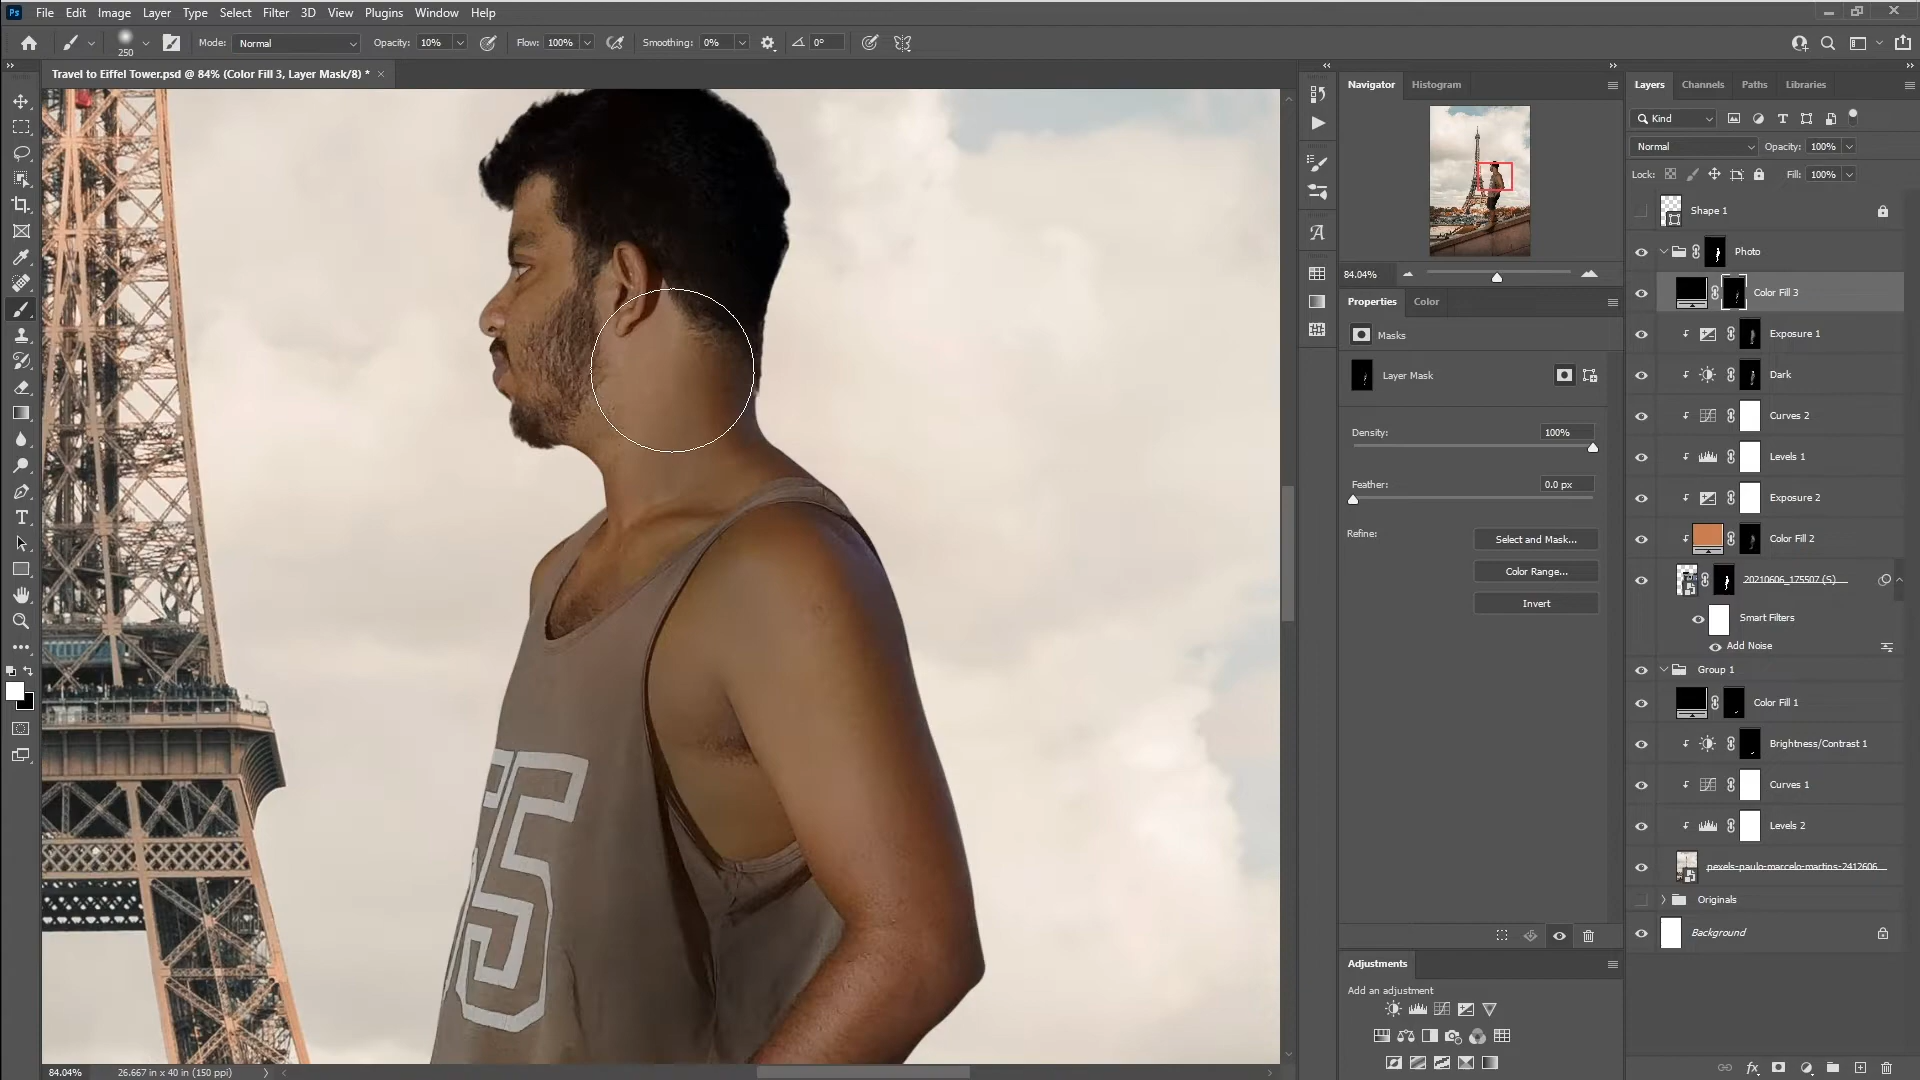 Ps File Edit Image Layer Type Select Filter 3D View Plugins Window Help
250 Mode: Normal Opacity: 10% Flow: 100% Smoothing: 0% 0°
Travel to Eiffel Tower.psd @ 84% (Color Fill 3, Layer Mask/8) *
Navigator Histogram
84.04%
Properties Color
Masks
Layer Mask
Density: 100%
Feather: 0.0 px
Refine: Select and Mask...
Color Range...
Invert
Adjustments
Add an adjustment
Layers Channels Paths Libraries
Kind
Normal Opacity: 100%
Lock: Fill: 100%
Shape 1
Photo
Color Fill 3
Exposure 1
Dark
Curves 2
Levels 1
Exposure 2
Color Fill 2
20210606_175507 (S)
Smart Filters
Add Noise
Group 1
Color Fill 1
Brightness/Contrast 1
Curves 1
Levels 2
pexels-paulo-marcelo-martins-2412606
Originals
Background
84.04% 26.667 in x 40 in (150 ppi)